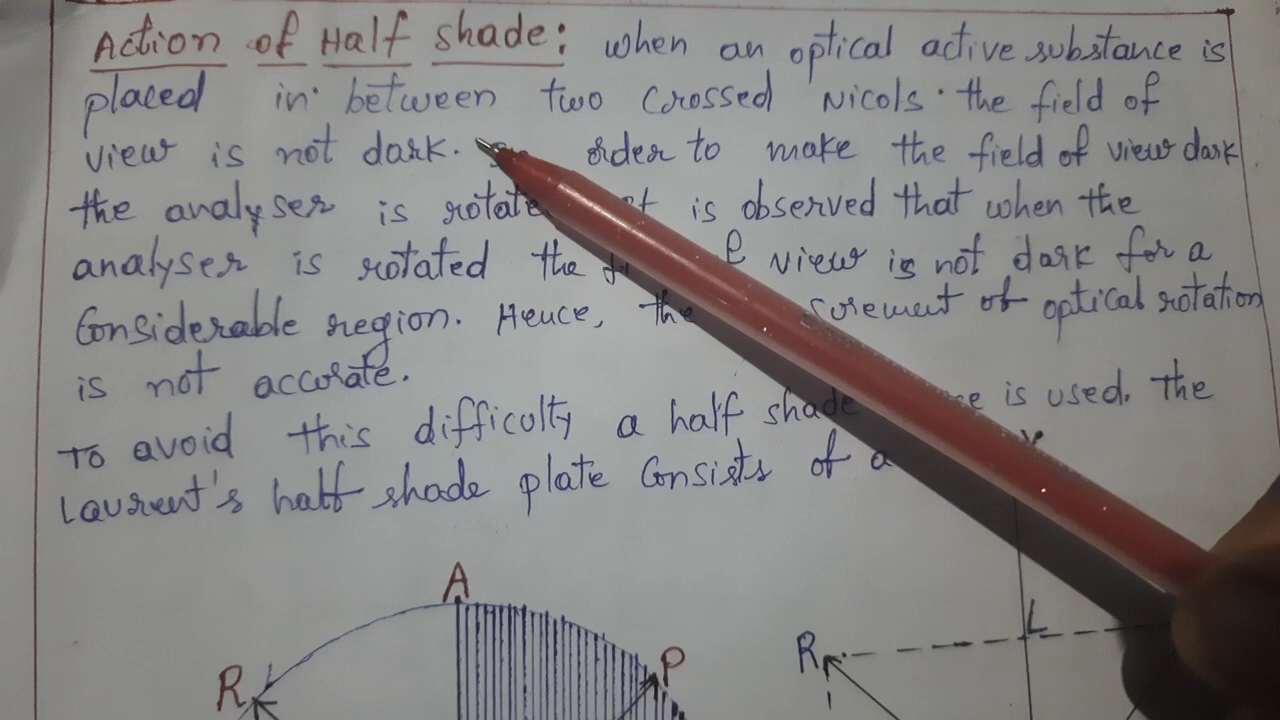 Action of Half shade: when an optical active substance is
placed in between two crossed Nicols. the field of
view is not dark. order to make the field of view dark
the analyser is rotate is observed that when the
analyser is rotated the view is not dark for a
Considerable region. Hence, the of optical rotation
is not accurate.
To avoid this difficulty a half shade is used. The
Laurent's half shade plate Consists of a
A
R
P
R
L